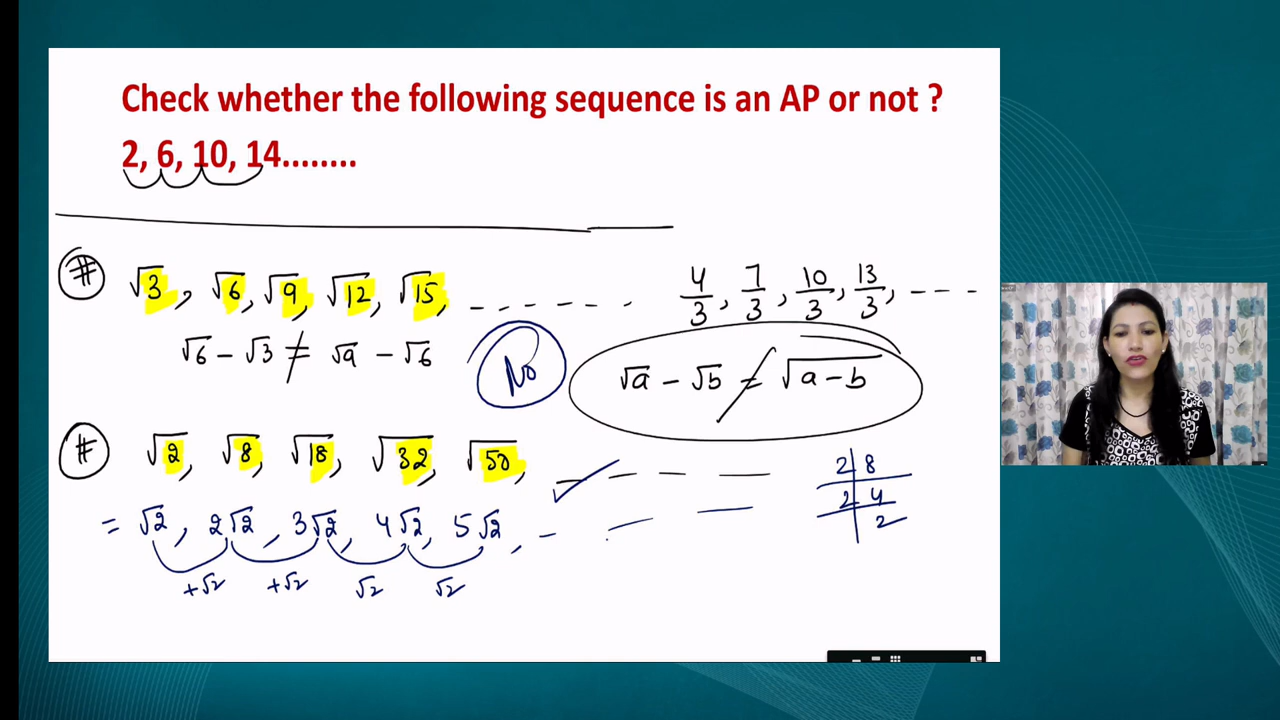 Check whether the following sequence is an AP or not ?
2, 6, 10, 14........
# √3, √6, √9, √12, √15, ------.
4/3, 7/3, 10/3, 13/3, ---
√6 - √3 ≠ √a - √6
No
√a - √b ≠ √(a - b)
# √2, √8, √18, √32, √50, ✓ - - -
2|8
2|4
|2
= √2, 2√2, 3√2, 4√2, 5√2, - - -
+√2 +√2 √2 √2